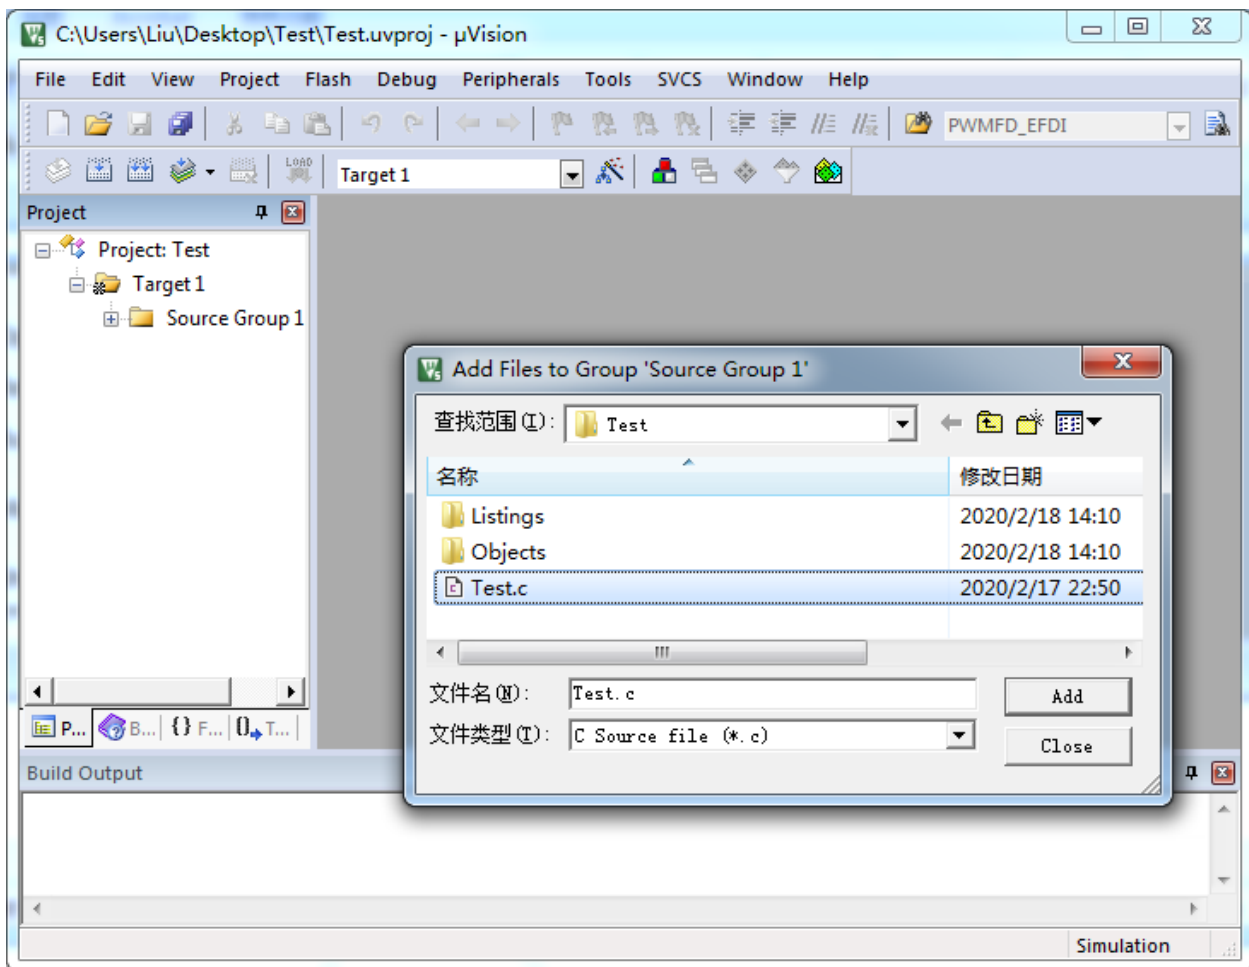 C:\Users\Liu\Desktop\Test\Test.uvproj - µVision
File Edit View Project Flash Debug Peripherals Tools SVCS Window Help
PWMFD_EFDI
LOAD
Target 1
Project
Project: Test
Target 1
Source Group 1
Add Files to Group 'Source Group 1'
查找范围(I): Test
名称 修改日期
Listings 2020/2/18 14:10
Objects 2020/2/18 14:10
Test.c 2020/2/17 22:50
文件名(N): Test.c Add
文件类型(T): C Source file (*.c) Close
P... B... {} F... 0 T...
Build Output
Simulation